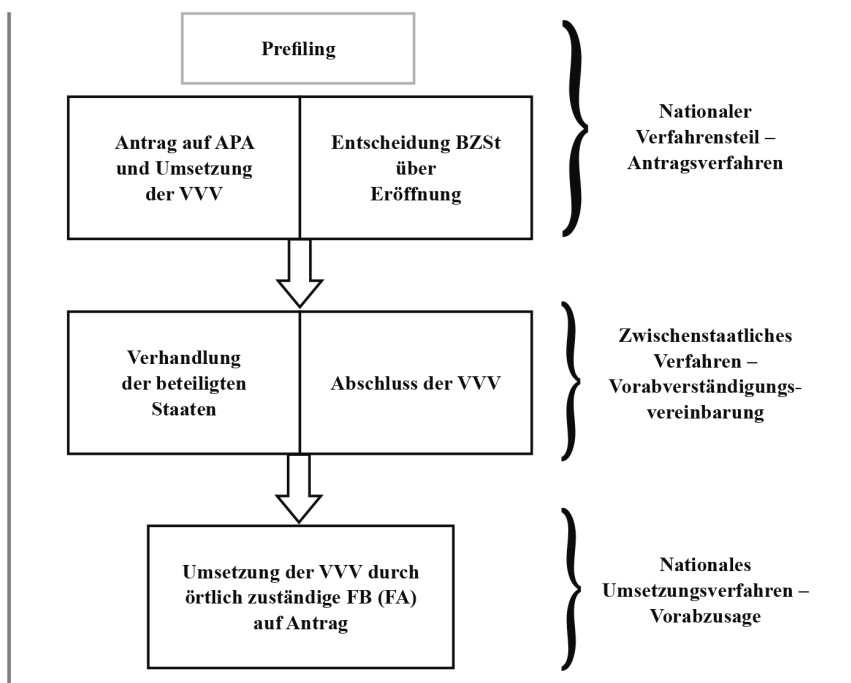 Prefiling
Antrag auf APA
und Umsetzung
der VVV
Entscheidung BZSt
über
Eröffnung
Nationaler
Verfahrensteil –
Antragsverfahren
Verhandlung
der beteiligten
Staaten
Abschluss der VVV
Zwischenstaatliches
Verfahren –
Vorabverständigungs-
vereinbarung
Umsetzung der VVV durch
örtlich zuständige FB (FA)
auf Antrag
Nationales
Umsetzungsverfahren –
Vorabzusage